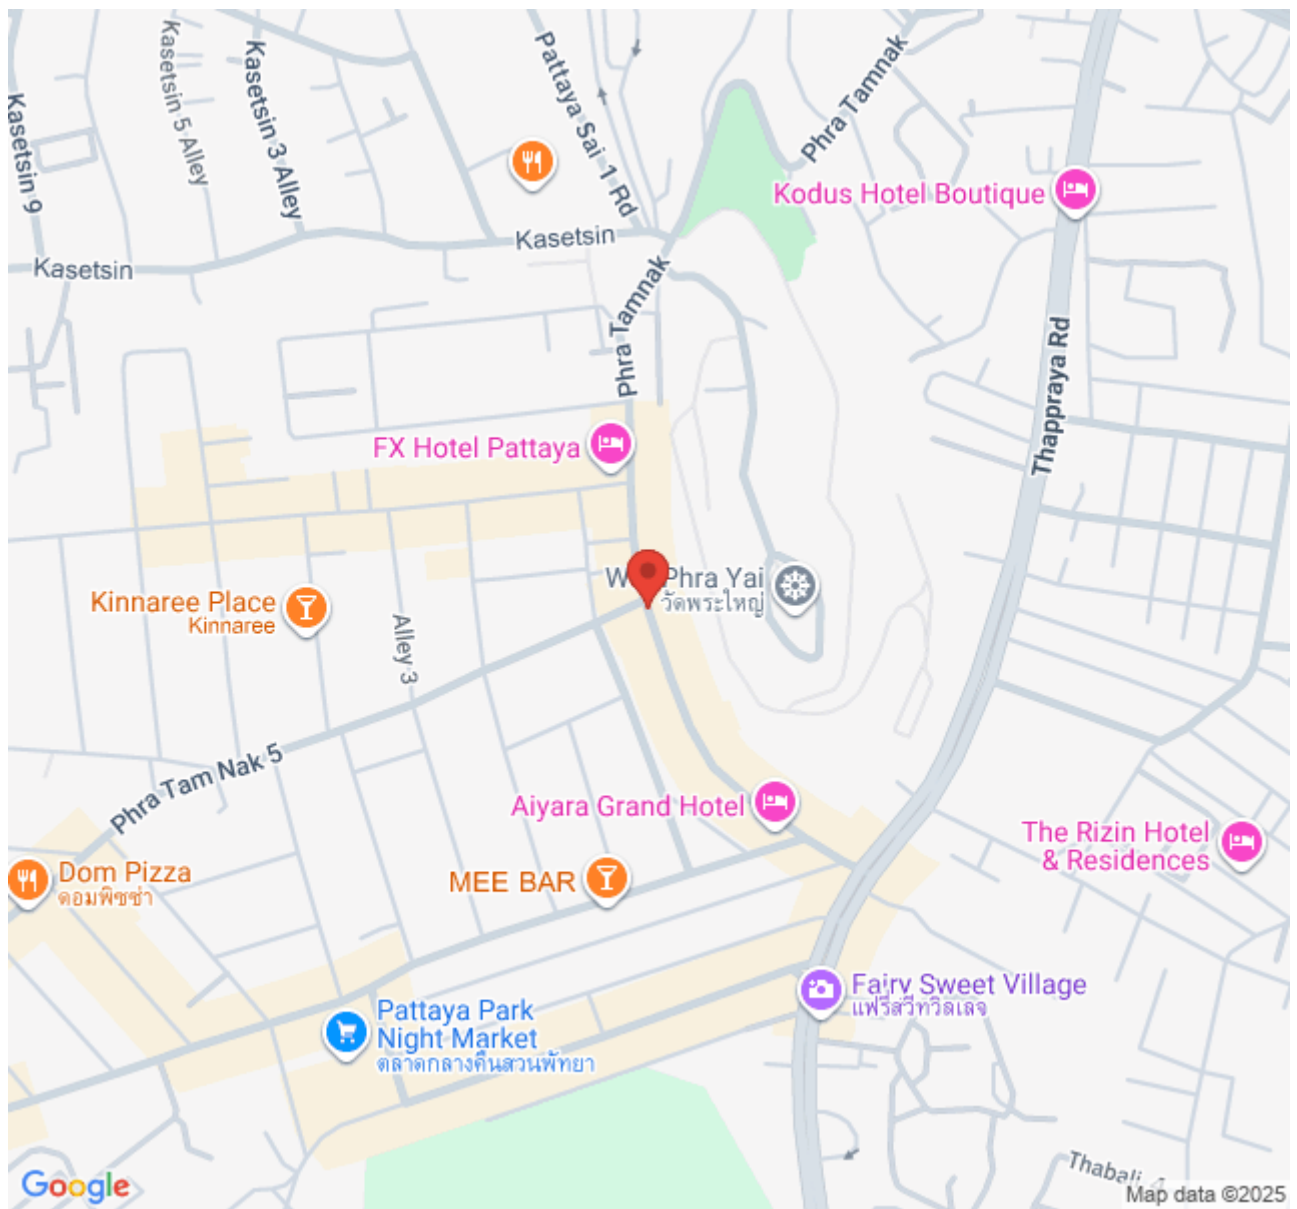 Kasetsin 9
Kasetsin 5 Alley
Kasetsin 3 Alley
Pattaya Sai 1 Rd
Phra Tamnak
Kodus Hotel Boutique
Kasetsin
Kasetsin
Phra Tamnak
Thappraya Rd
FX Hotel Pattaya
Phra Yai
วัดพระใหญ่
Kinnaree Place
Kinnaree
Alley 3
Phra Tam Nak 5
Aiyara Grand Hotel
The Rizin Hotel
& Residences
Dom Pizza
ดอมพิซซ่า
MEE BAR
Fairy Sweet Village
แฟรี่สวีทวิลเลจ
Pattaya Park
Night Market
ตลาดกลางคืนสวนพัทยา
Thabali
Google
Map data ©2025